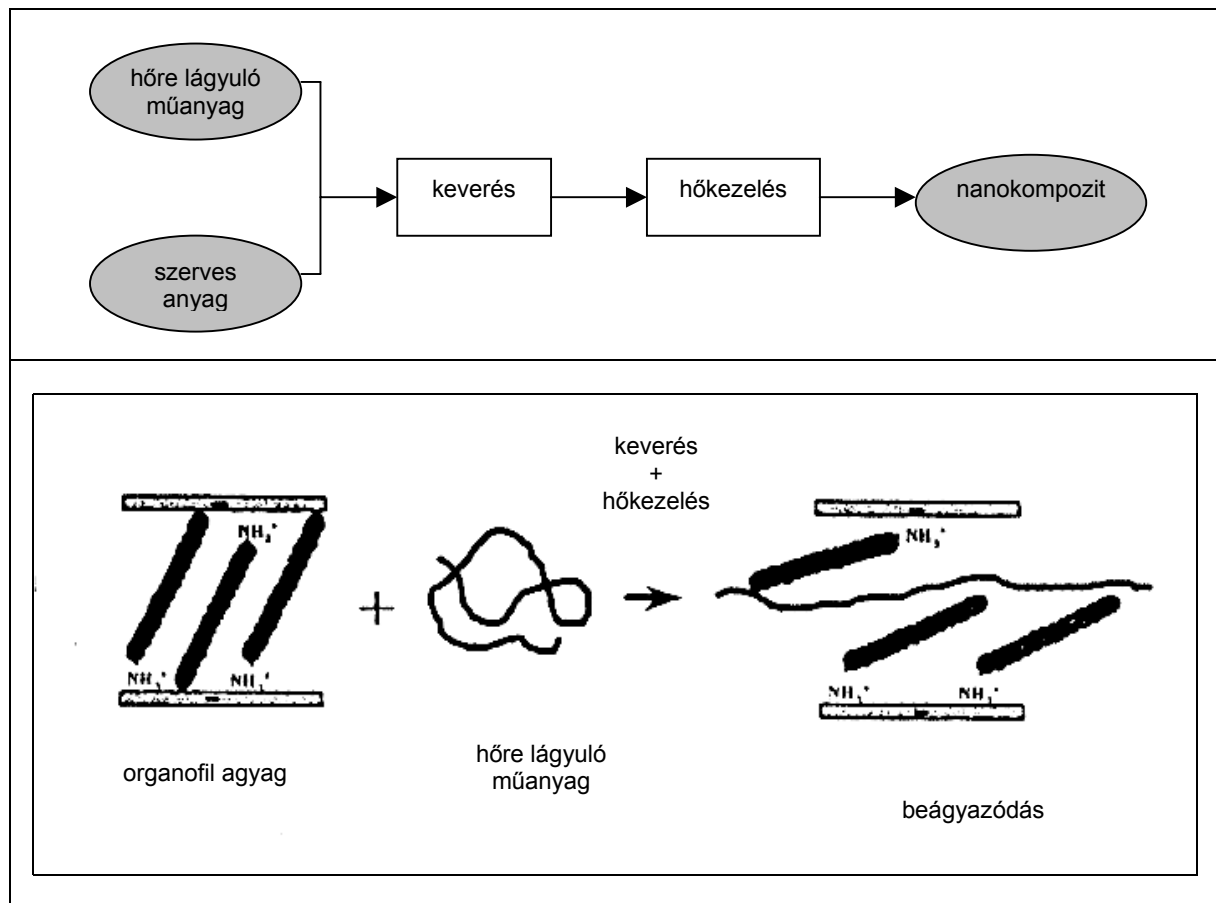 hőre lágyuló
műanyag
szerves
anyag
keverés
hőkezelés
nanokompozit
keverés
+
hőkezelés
NH₃⁺
NH₃⁺
NH₃⁺
+
NH₃⁺
NH₃⁺
NH₃⁺
organofil agyag
hőre lágyuló
műanyag
beágyazódás